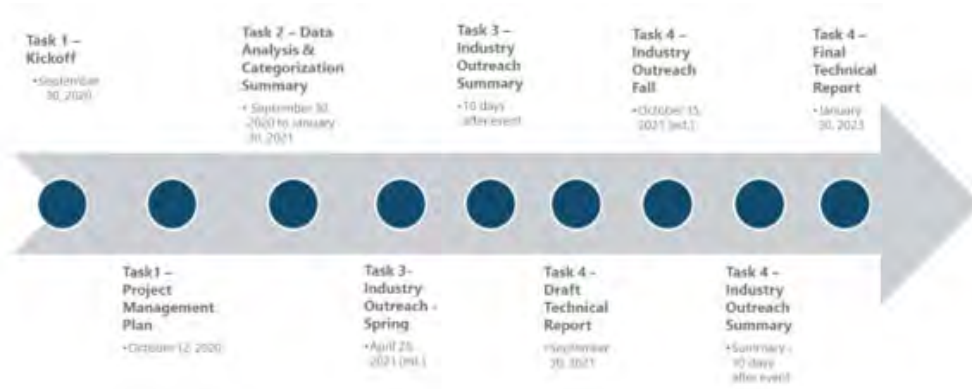 Task 1 –
Kickoff
•September
30, 2020
Task 2 – Data
Analysis &
Categorization
Summary
• September 30,
2020 to January
30, 2021
Task 3 –
Industry
Outreach
Summary
•10 days
after event
Task 4 –
Industry
Outreach
Fall
•October 15,
2021 (est.)
Task 4 –
Final
Technical
Report
•January
30, 2023
Task1 –
Project
Management
Plan
•October 12, 2020
Task 3-
Industry
Outreach -
Spring
•April
2021 (est.)
Task 4 -
Draft
Technical
Report
•September
30, 2021
Task 4 –
Industry
Outreach
Summary
•Summary -
10 days
after event